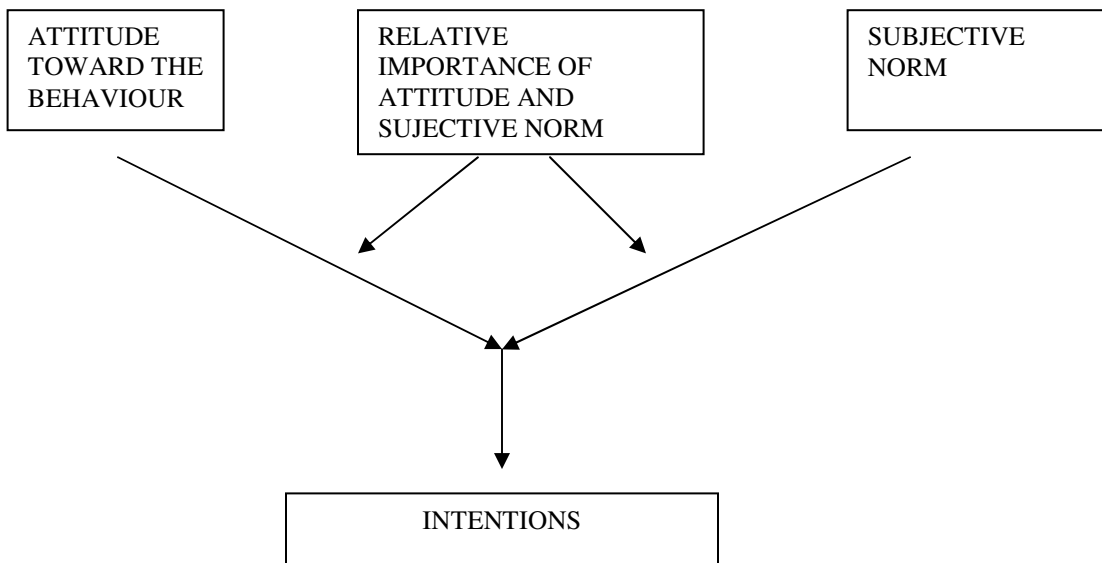 ATTITUDE
TOWARD THE
BEHAVIOUR
RELATIVE
IMPORTANCE OF
ATTITUDE AND
SUJECTIVE NORM
SUBJECTIVE
NORM
INTENTIONS